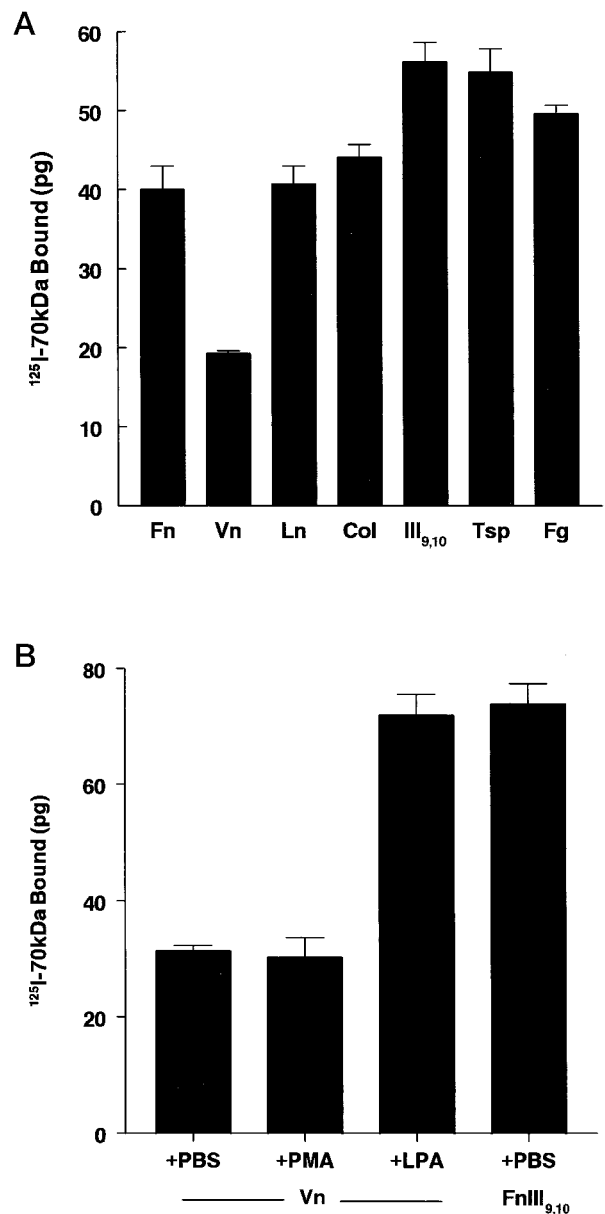 A
¹²⁵I-70kDa Bound (pg)
60
50
40
30
20
10
0
Fn Vn Ln Col III₉,₁₀ Tsp Fg
B
¹²⁵I-70kDa Bound (pg)
80
60
40
20
0
+PBS +PMA +LPA +PBS
Vn FnIII₉,₁₀